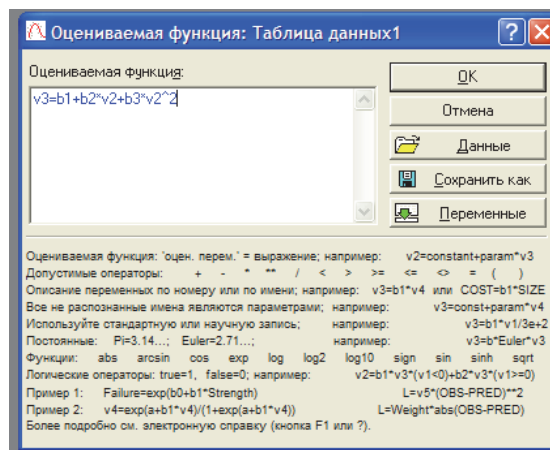 Оцениваемая функция: Таблица данных1
Оцениваемая функция:
v3=b1+b2*v2+b3*v2^2
OK
Отмена
Данные
Сохранить как
Переменные
Оцениваемая функция: 'оцен. перем.' = выражение; например: v2=constant+param*v3
Допустимые операторы: + - * ** / < > >= <= <> = ( )
Описание переменных по номеру или по имени; например: v3=b1*v4 или COST=b1*SIZE
Все не распознанные имена являются параметрами; например: v3=const+param*v4
Используйте стандартную или научную запись; например: v3=b1*v1/3e+2
Постоянные: Pi=3.14...; Euler=2.71...; например: v3=b*Euler*v3
Функции: abs arcsin cos exp log log2 log10 sign sin sinh sqrt
Логические операторы: true=1, false=0; например: v2=b1*v3*(v1<0)+b2*v3*(v1>=0)
Пример 1: Failure=exp(b0+b1*Strength) L=v5*(OBS-PRED)**2
Пример 2: v4=exp(a+b1*v4)/(1+exp(a+b1*v4)) L=Weight*abs(OBS-PRED)
Более подробно см. электронную справку (кнопка F1 или ?).